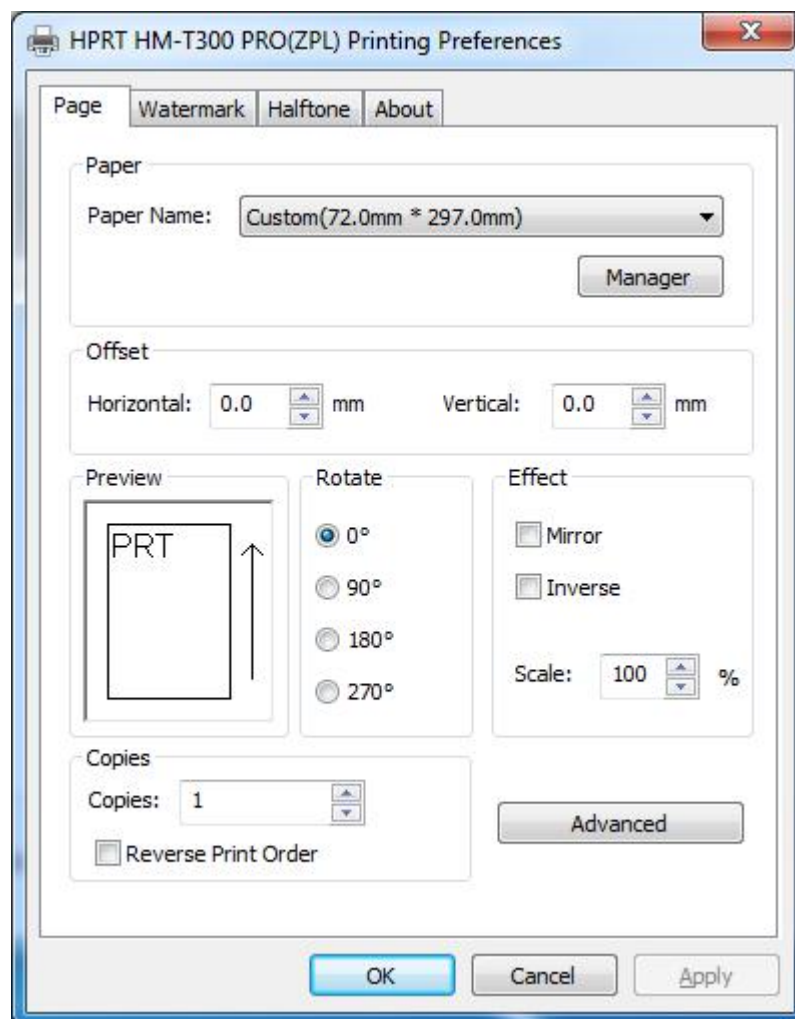 HPRT HM-T300 PRO(ZPL) Printing Preferences
Page Watermark Halftone About
Paper
Paper Name: Custom(72.0mm * 297.0mm)
Manager
Offset
Horizontal: 0.0 mm Vertical: 0.0 mm
Preview
PRT
Rotate
0°
90°
180°
270°
Effect
Mirror
Inverse
Scale: 100 %
Copies
Copies: 1
Reverse Print Order
Advanced
OK Cancel Apply